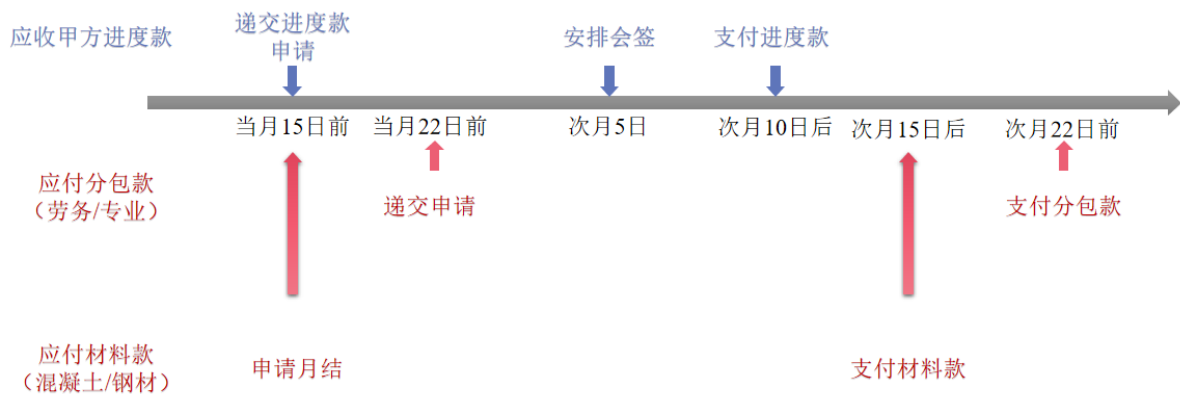 应收甲方进度款
递交进度款
申请
安排会签
支付进度款
当月15日前
当月22日前
次月5日
次月10日后
次月15日后
次月22日前
应付分包款
（劳务/专业）
递交申请
支付分包款
应付材料款
（混凝土/钢材）
申请月结
支付材料款